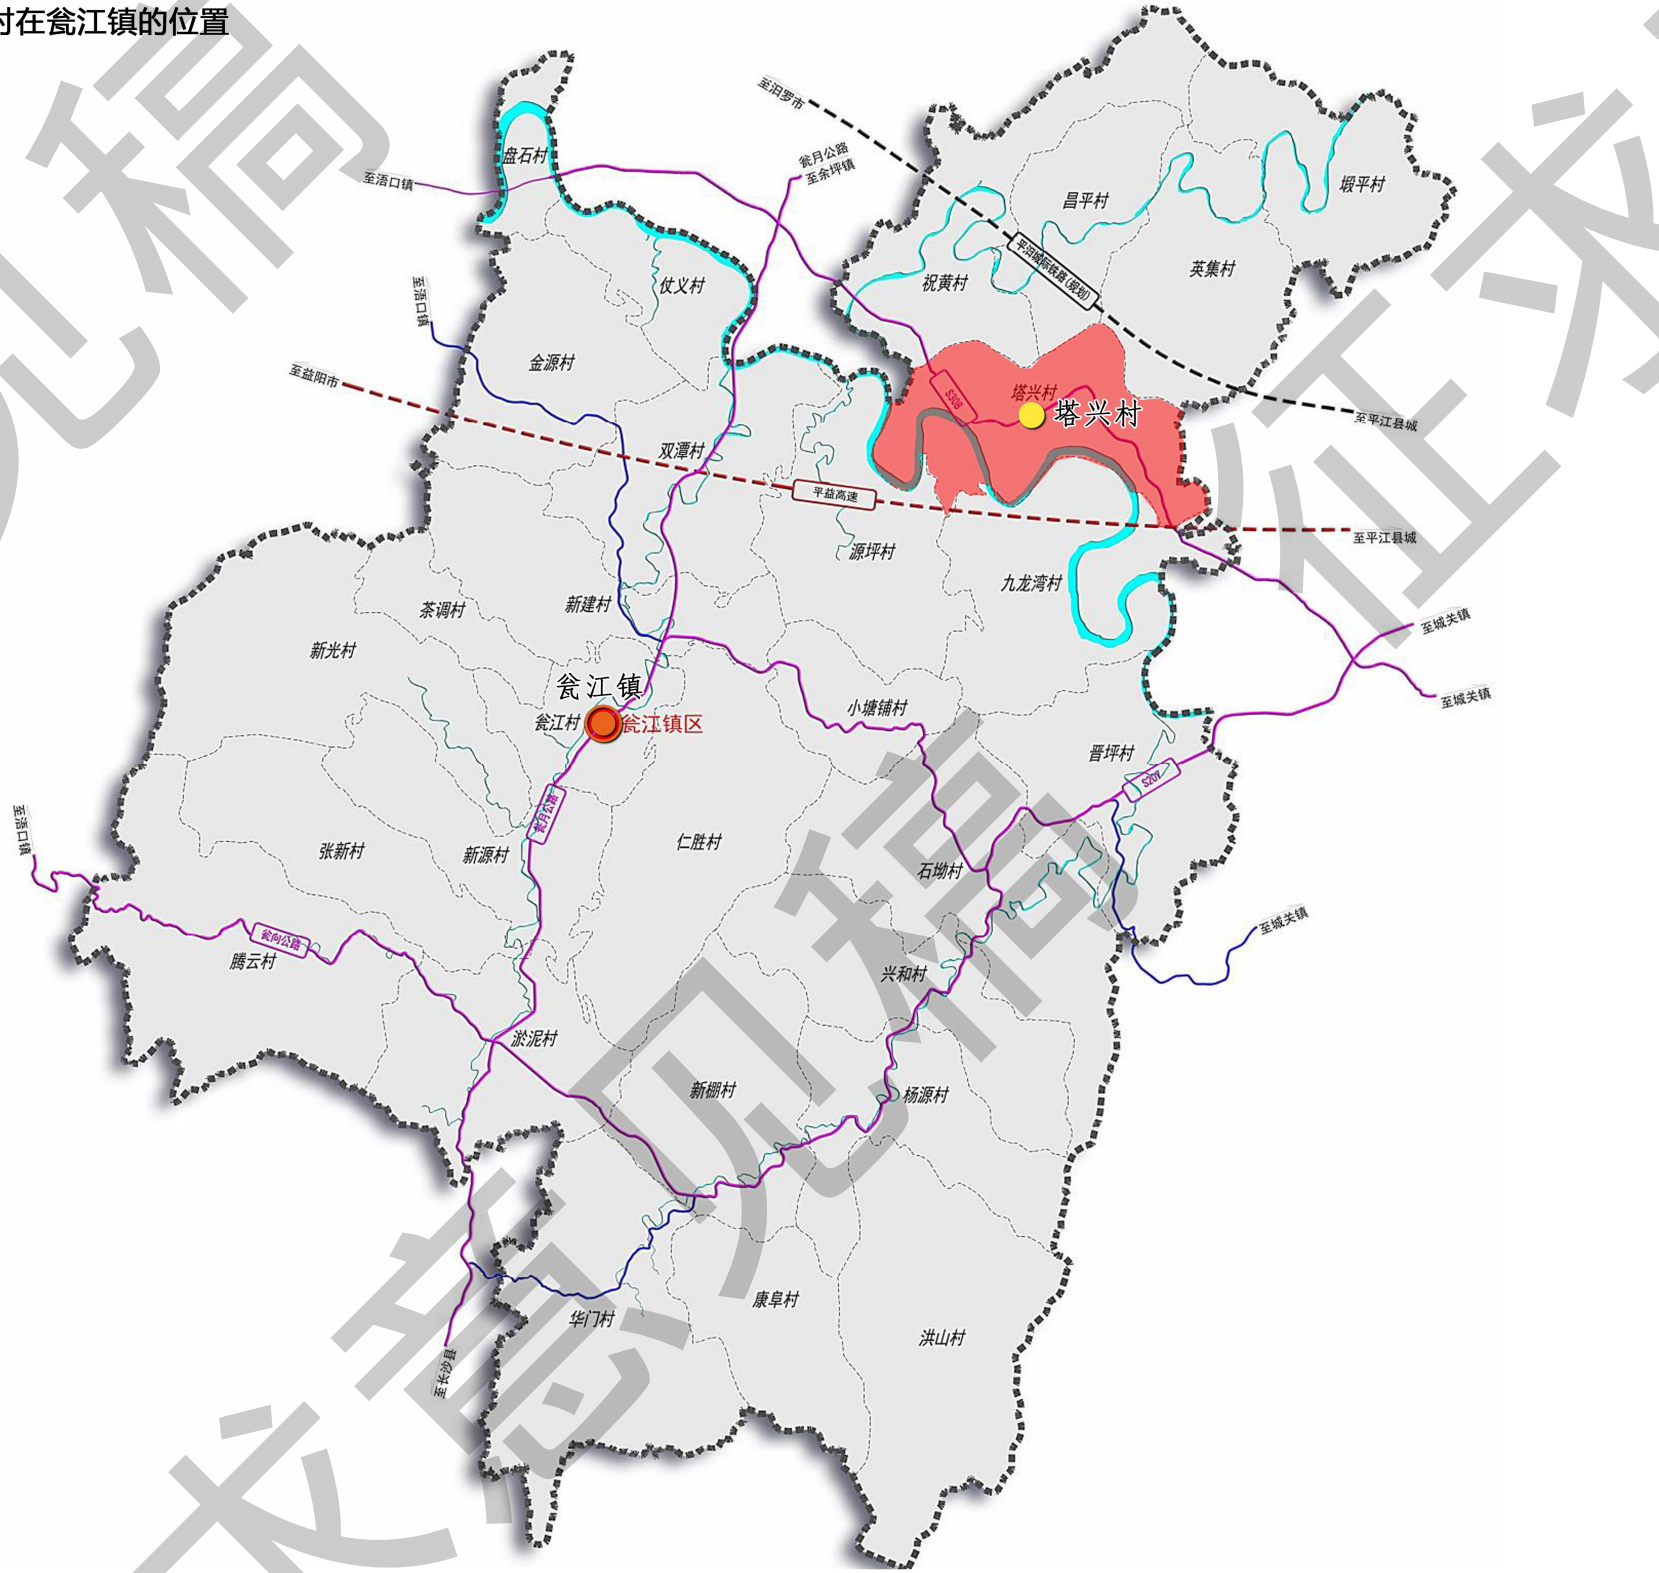 村在瓮江镇的位置
至汨罗市
瓮月公路
至余坪镇
盘石村
至浯口镇
昌平村
塅平村
平汨城际铁路(规划)
英集村
祝黄村
仗义村
至浯口镇
金源村
至益阳市
S308
塔兴村
塔兴村
至平江县城
双潭村
平益高速
至平江县城
源坪村
九龙湾村
茶调村
新建村
至城关镇
新光村
瓮江镇
至城关镇
小塘铺村
瓮江村
瓮江镇区
晋坪村
S207
瓮月公路
至浯口镇
仁胜村
张新村
新源村
石坳村
至城关镇
瓮向公路
腾云村
兴和村
淤泥村
新棚村
杨源村
康阜村
华门村
洪山村
至长沙县
见稿
征求
征求意见稿